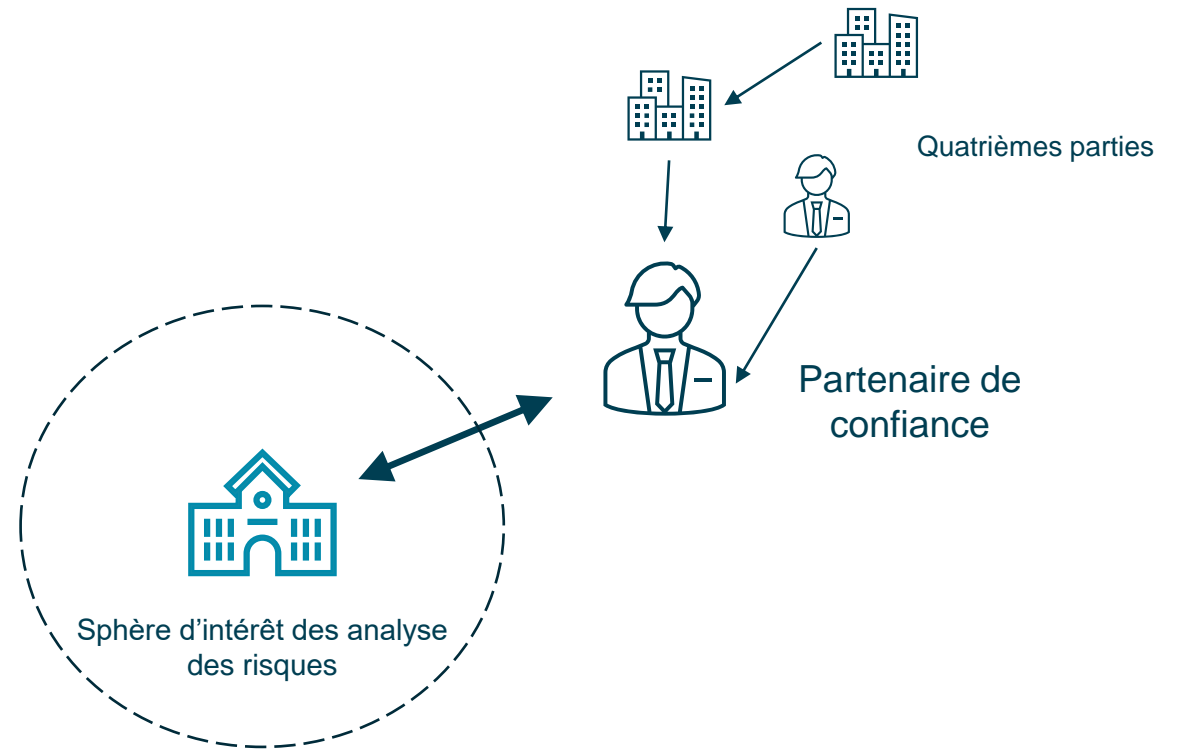 Quatrièmes parties
Partenaire de
confiance
Sphère d'intérêt des analyse
des risques